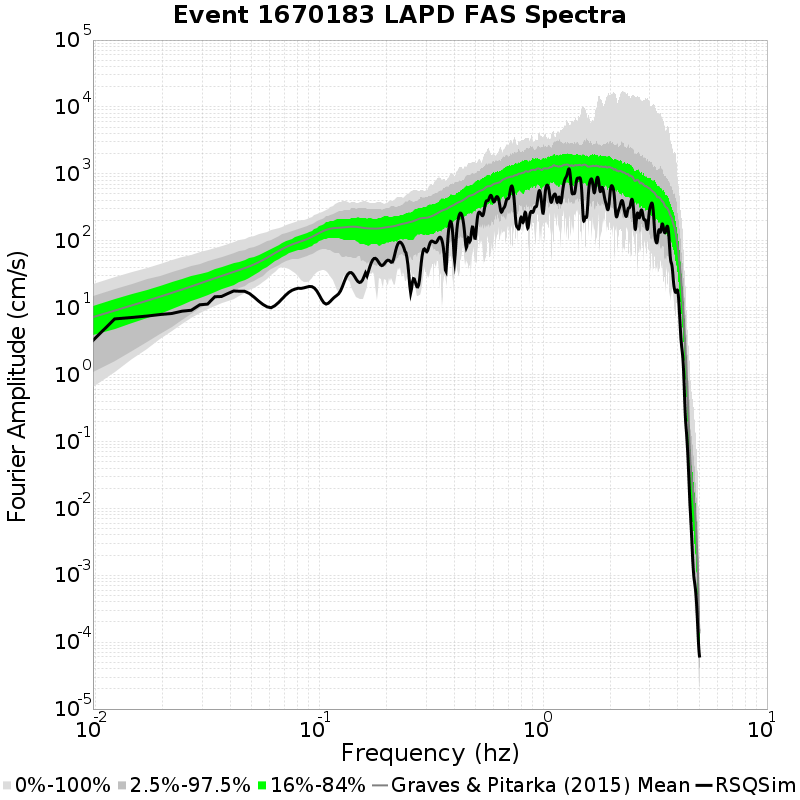 Event 1670183 LAPD FAS Spectra
Fourier Amplitude (cm/s)
10^5
10^4
10^3
10^2
10^1
10^0
10^-1
10^-2
10^-3
10^-4
10^-5
10^-2 10^-1 10^0 10^1
Frequency (hz)
0%-100% 2.5%-97.5% 16%-84% Graves & Pitarka (2015) Mean RSQSim